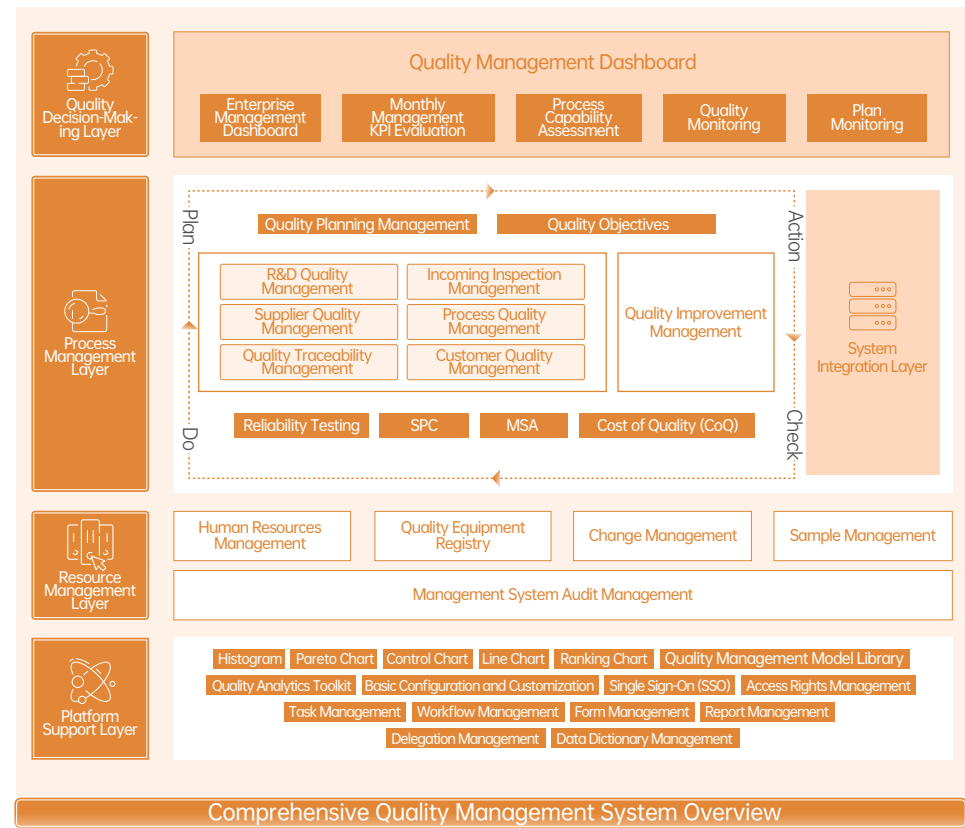 Quality
Decision-Mak-
ing Layer
Quality Management Dashboard
Enterprise
Management
Dashboard
Monthly
Management
KPI Evaluation
Process
Capability
Assessment
Quality
Monitoring
Plan
Monitoring
Process
Management
Layer
Plan
Action
Do
Check
Quality Planning Management
Quality Objectives
R&D Quality
Management
Incoming Inspection
Management
Supplier Quality
Management
Process Quality
Management
Quality Traceability
Management
Customer Quality
Management
Quality Improvement
Management
Reliability Testing
SPC
MSA
Cost of Quality (CoQ)
System
Integration Layer
Resource
Management
Layer
Human Resources
Management
Quality Equipment
Registry
Change Management
Sample Management
Management System Audit Management
Platform
Support Layer
Histogram
Pareto Chart
Control Chart
Line Chart
Ranking Chart
Quality Management Model Library
Quality Analytics Toolkit
Basic Configuration and Customization
Single Sign-On (SSO)
Access Rights Management
Task Management
Workflow Management
Form Management
Report Management
Delegation Management
Data Dictionary Management
Comprehensive Quality Management System Overview